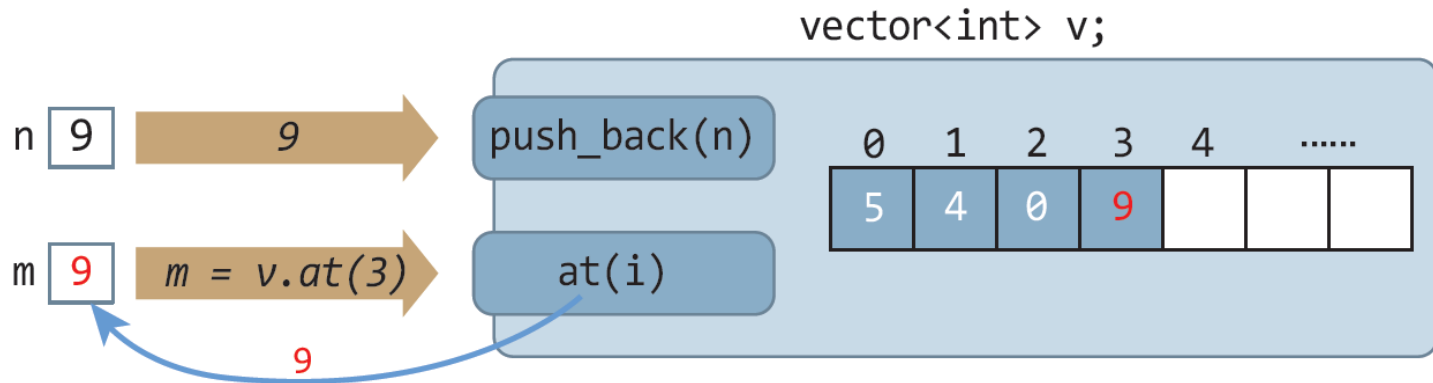 vector<int> v;
n 9 9 push_back(n)
0 1 2 3 4 ......
5 4 0 9
m 9 m = v.at(3) at(i)
9